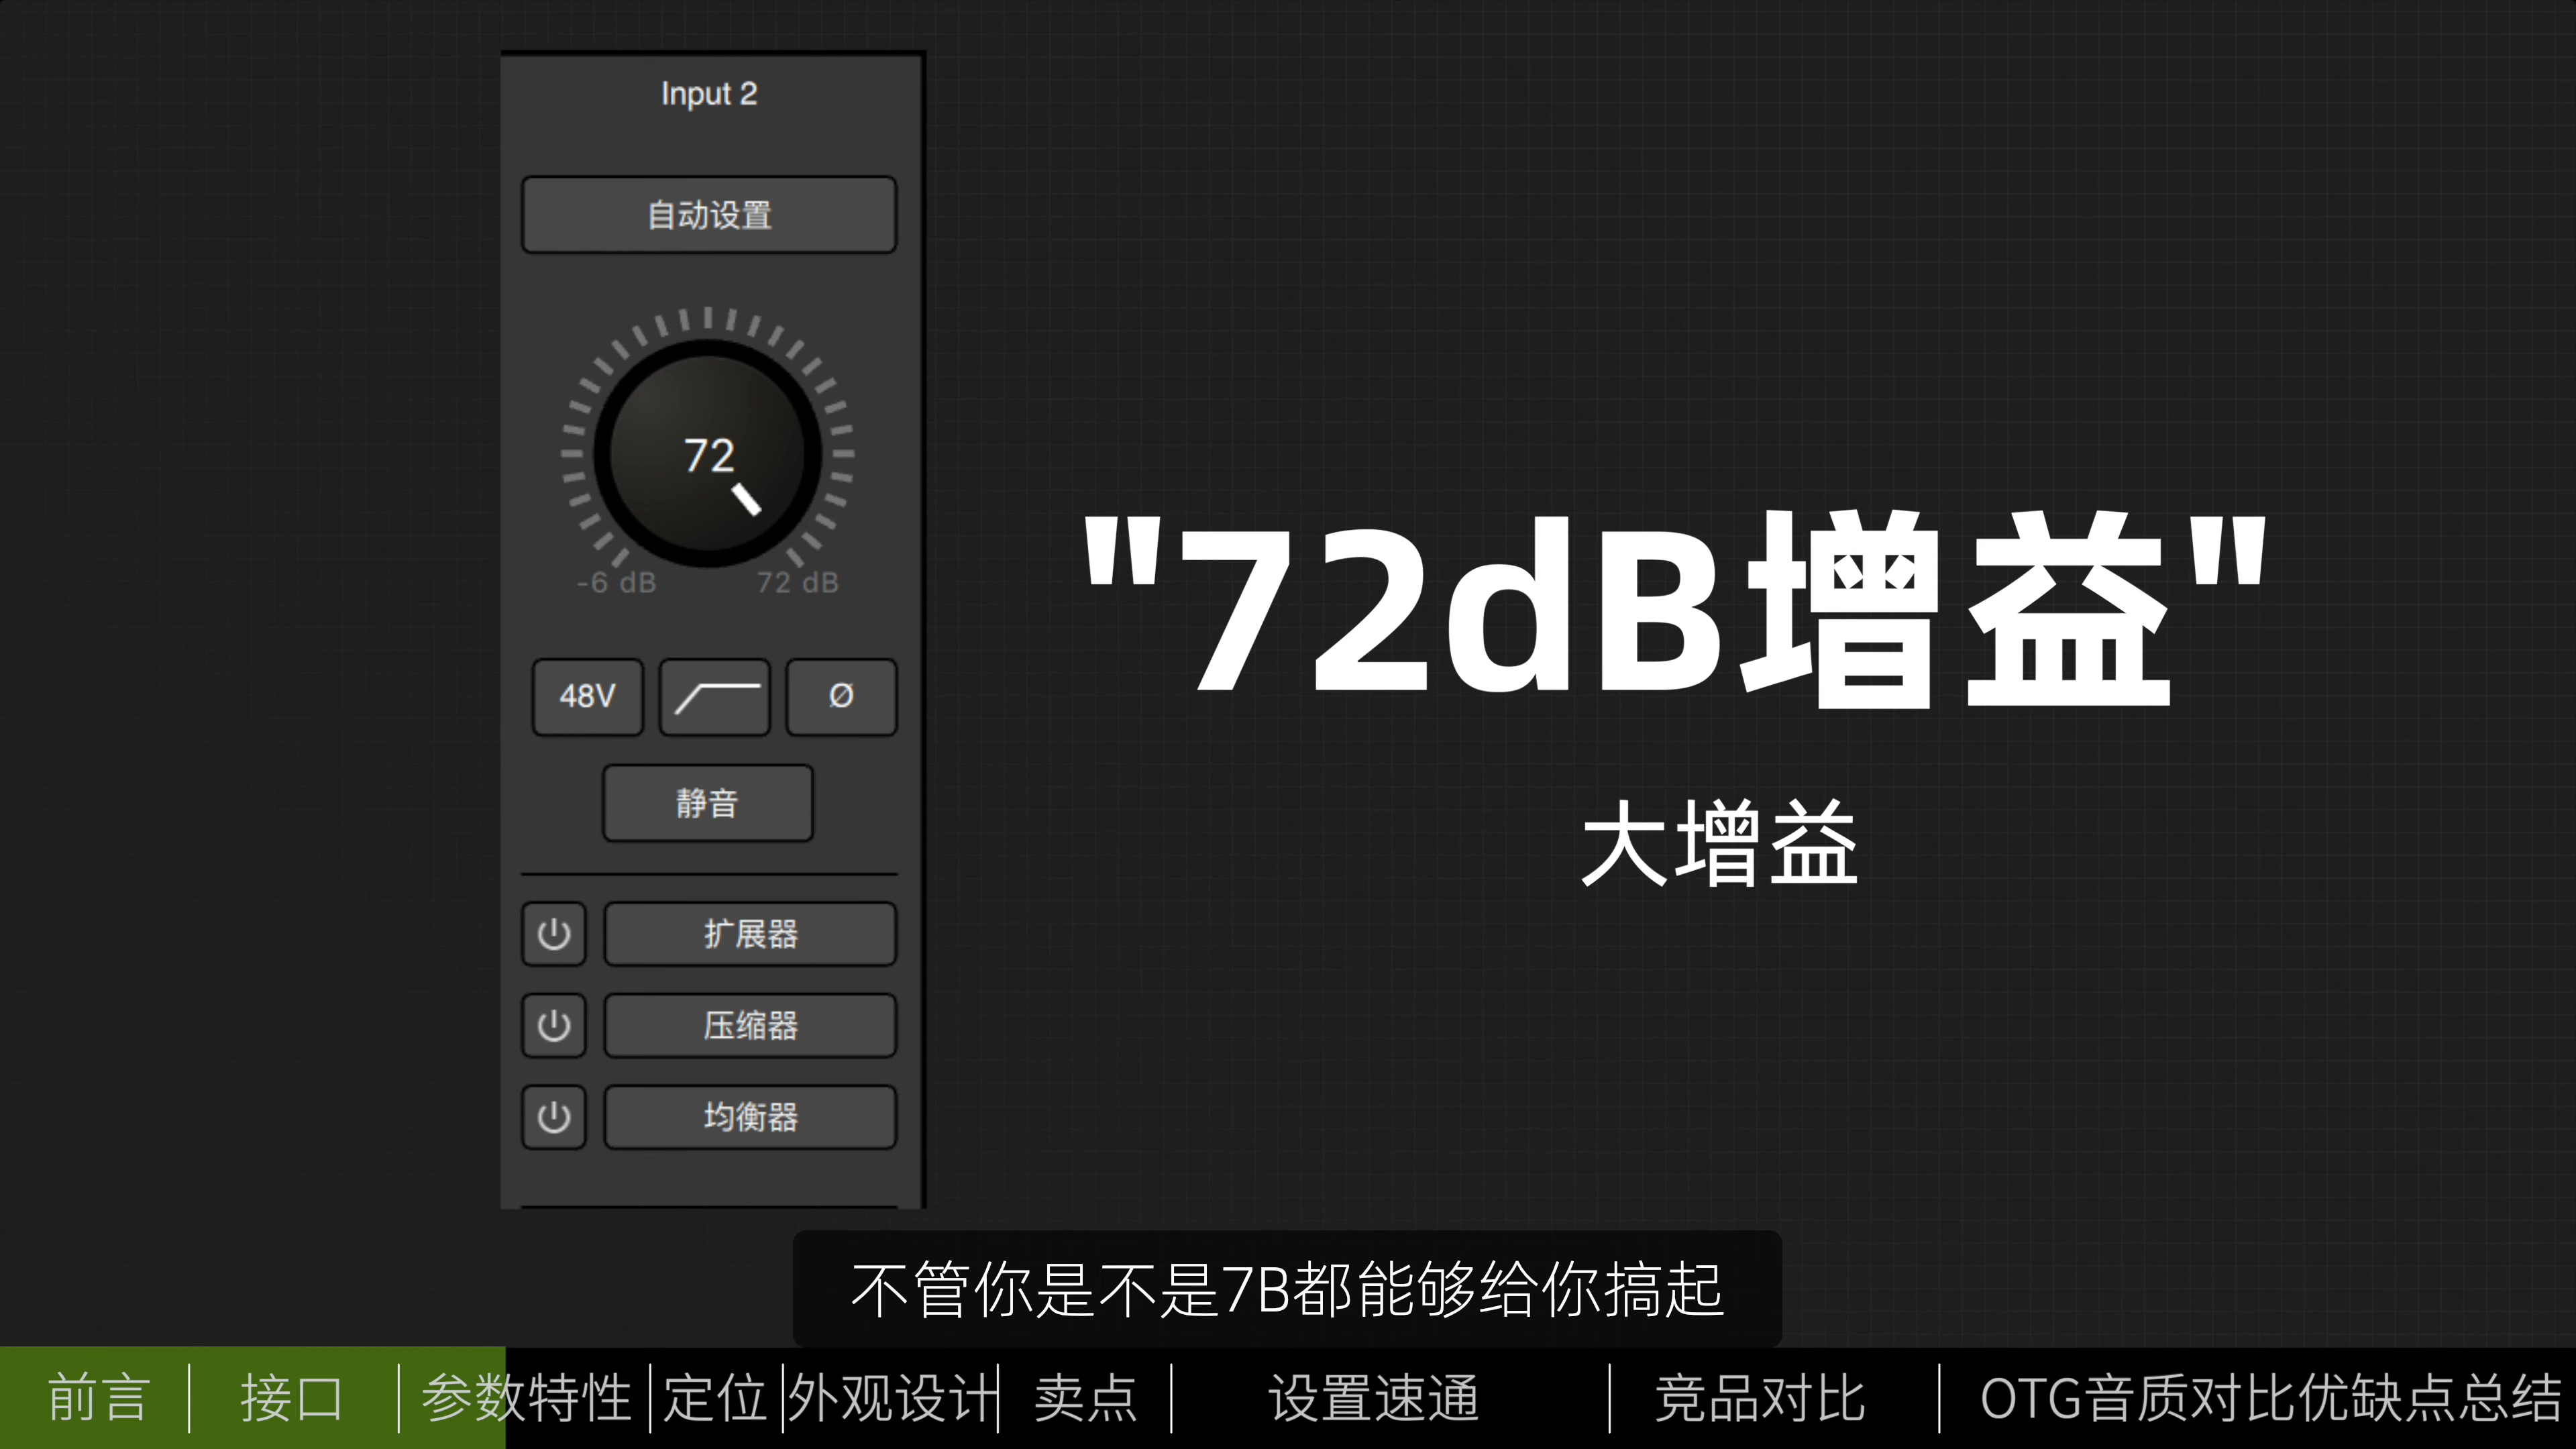 Input 2
自动设置
72
-6 dB 72 dB
48V Ø
静音
扩展器
压缩器
均衡器
"72dB增益"
大增益
不管你是不是7B都能够给你搞起
前言 接口 参数特性 定位 外观设计 卖点 设置速通 竞品对比 OTG音质对比优缺点总结